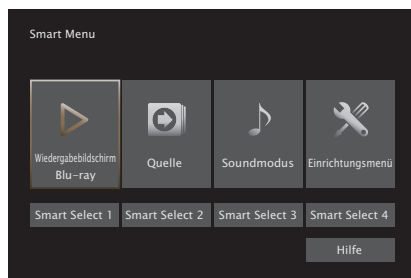 Smart Menu
Wiedergabebildschirm
Blu-ray
Quelle
Soundmodus
Einrichtungsmenü
Smart Select 1
Smart Select 2
Smart Select 3
Smart Select 4
Hilfe